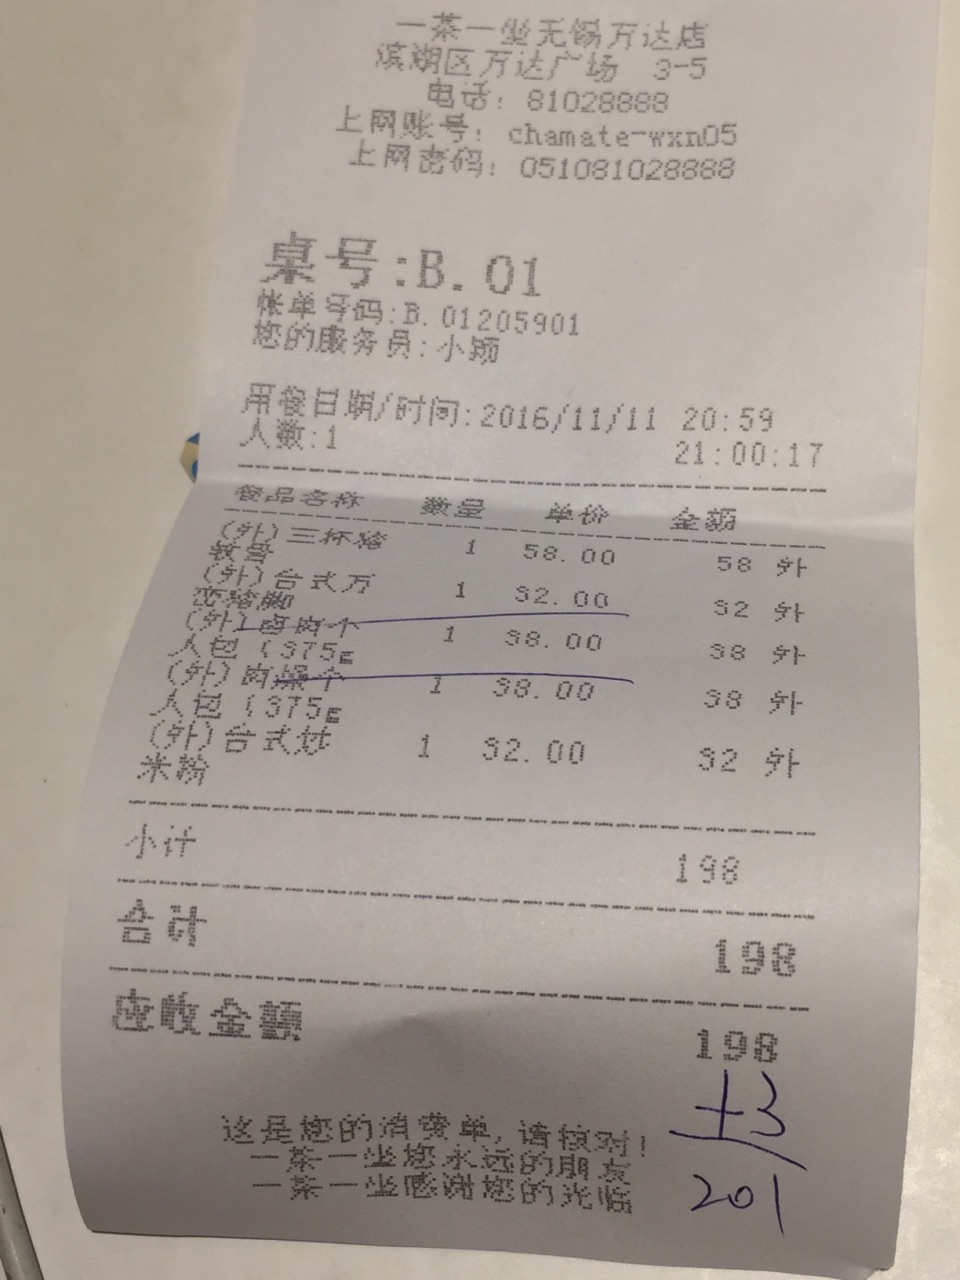 一茶一坐无锡万达店
滨湖区万达广场 3-5
电话: 81028888
上网账号: chamate-wxn05
上网密码: 051081028888
桌号:B.01
帐单号码:B.01205901
您的服务员:小颖
用餐日期/时间:2016/11/11 20:59
人数:1 21:00:17
餐品名称 数量 单价 金额
(外)三杯猪 1 58.00 58 外
软骨
(外)台式万 1 32.00 32 外
峦猪脚
(外)卤肉个 1 38.00 38 外
人包(375g
(外)肉燥个 1 38.00 38 外
人包(375g
(外)台式炒 1 32.00 32 外
米粉
小计 198
合计 198
应收金额 198
+3
201
这是您的消费单,请核对!
一茶一坐您永远的朋友
一茶一坐感谢您的光临